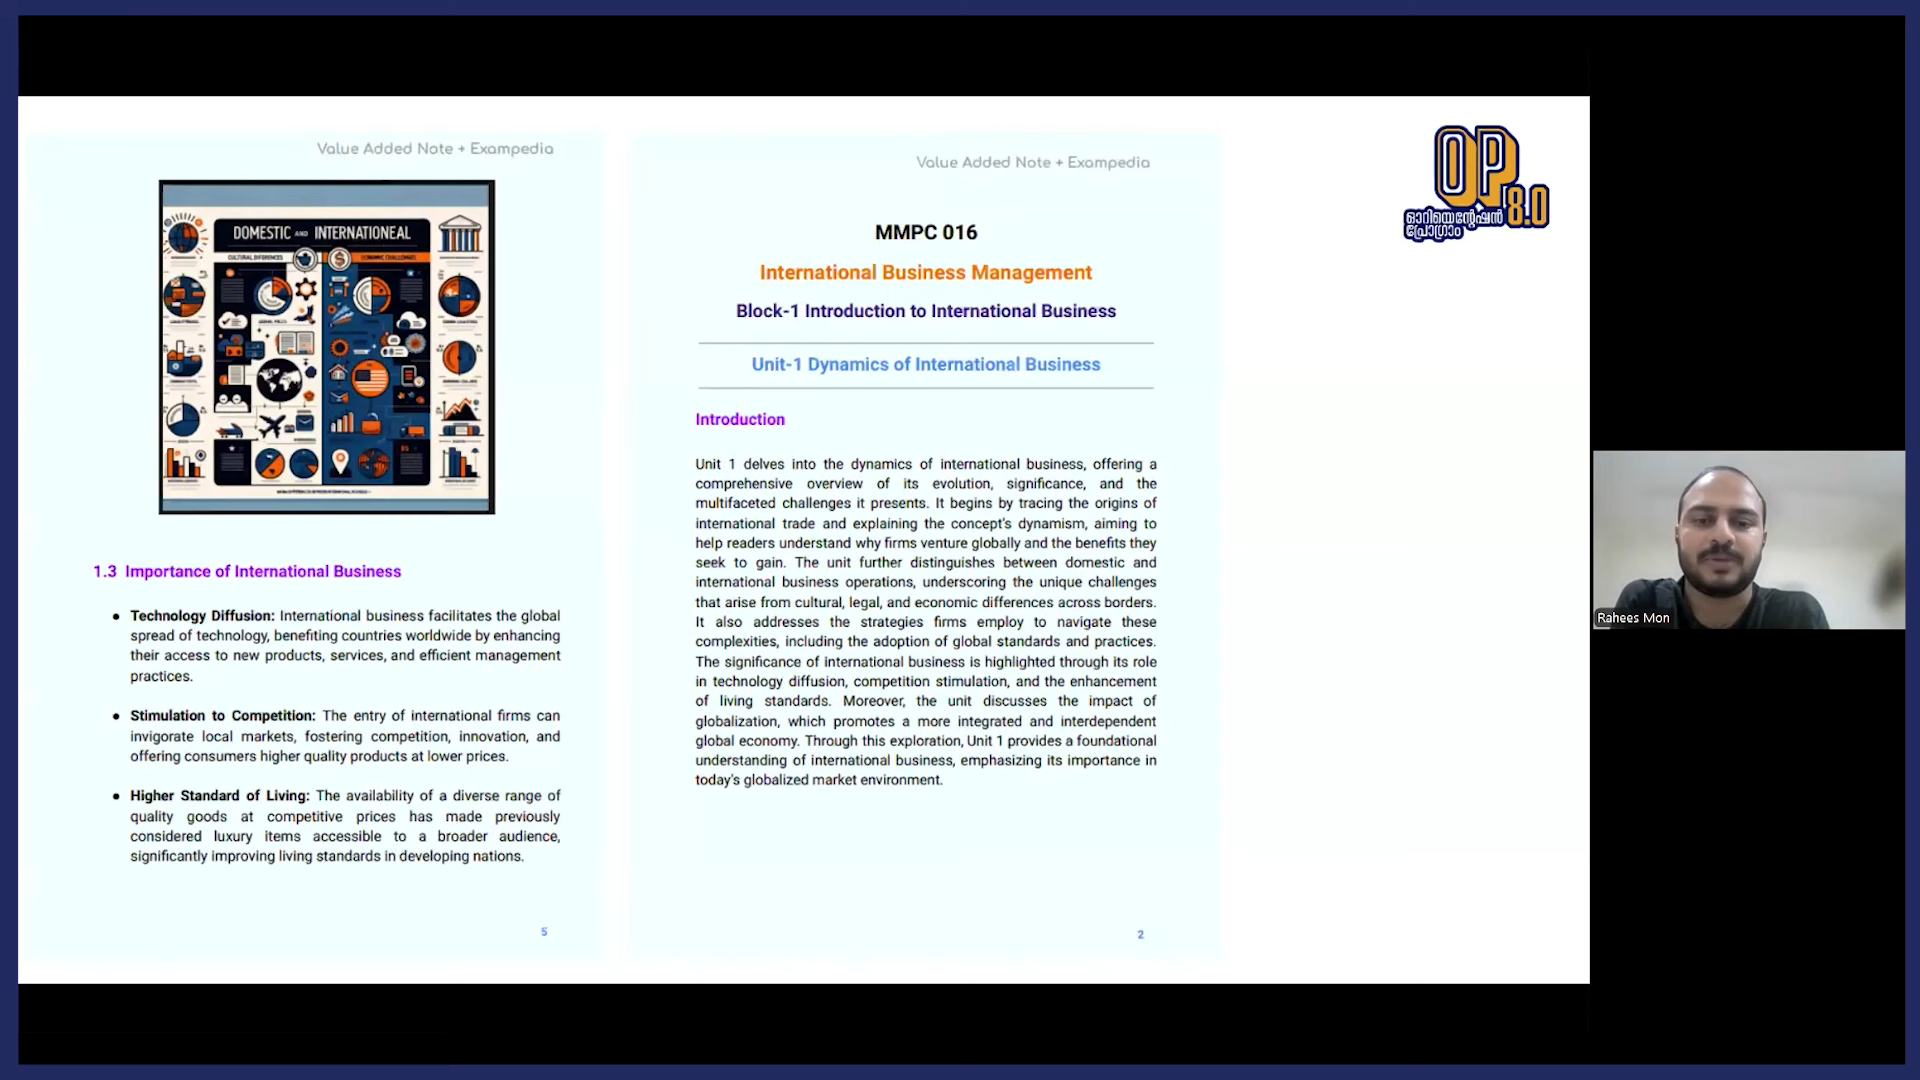 Value Added Note + Exampedia
DOMESTIC AND INTERNATIONEAL
CULTURAL DIFERENCES
ECONOMIC CHALLENGES
1.3 Importance of International Business
● Technology Diffusion: International business facilitates the global
spread of technology, benefiting countries worldwide by enhancing
their access to new products, services, and efficient management
practices.
● Stimulation to Competition: The entry of international firms can
invigorate local markets, fostering competition, innovation, and
offering consumers higher quality products at lower prices.
● Higher Standard of Living: The availability of a diverse range of
quality goods at competitive prices has made previously
considered luxury items accessible to a broader audience,
significantly improving living standards in developing nations.
5
Value Added Note + Exampedia
MMPC 016
International Business Management
Block-1 Introduction to International Business
Unit-1 Dynamics of International Business
Introduction
Unit 1 delves into the dynamics of international business, offering a
comprehensive overview of its evolution, significance, and the
multifaceted challenges it presents. It begins by tracing the origins of
international trade and explaining the concept's dynamism, aiming to
help readers understand why firms venture globally and the benefits they
seek to gain. The unit further distinguishes between domestic and
international business operations, underscoring the unique challenges
that arise from cultural, legal, and economic differences across borders.
It also addresses the strategies firms employ to navigate these
complexities, including the adoption of global standards and practices.
The significance of international business is highlighted through its role
in technology diffusion, competition stimulation, and the enhancement
of living standards. Moreover, the unit discusses the impact of
globalization, which promotes a more integrated and interdependent
global economy. Through this exploration, Unit 1 provides a foundational
understanding of international business, emphasizing its importance in
today's globalized market environment.
2
OP
8.0
ഓറിയെന്റേഷൻ
പ്രോഗ്രാം
Rahees Mon